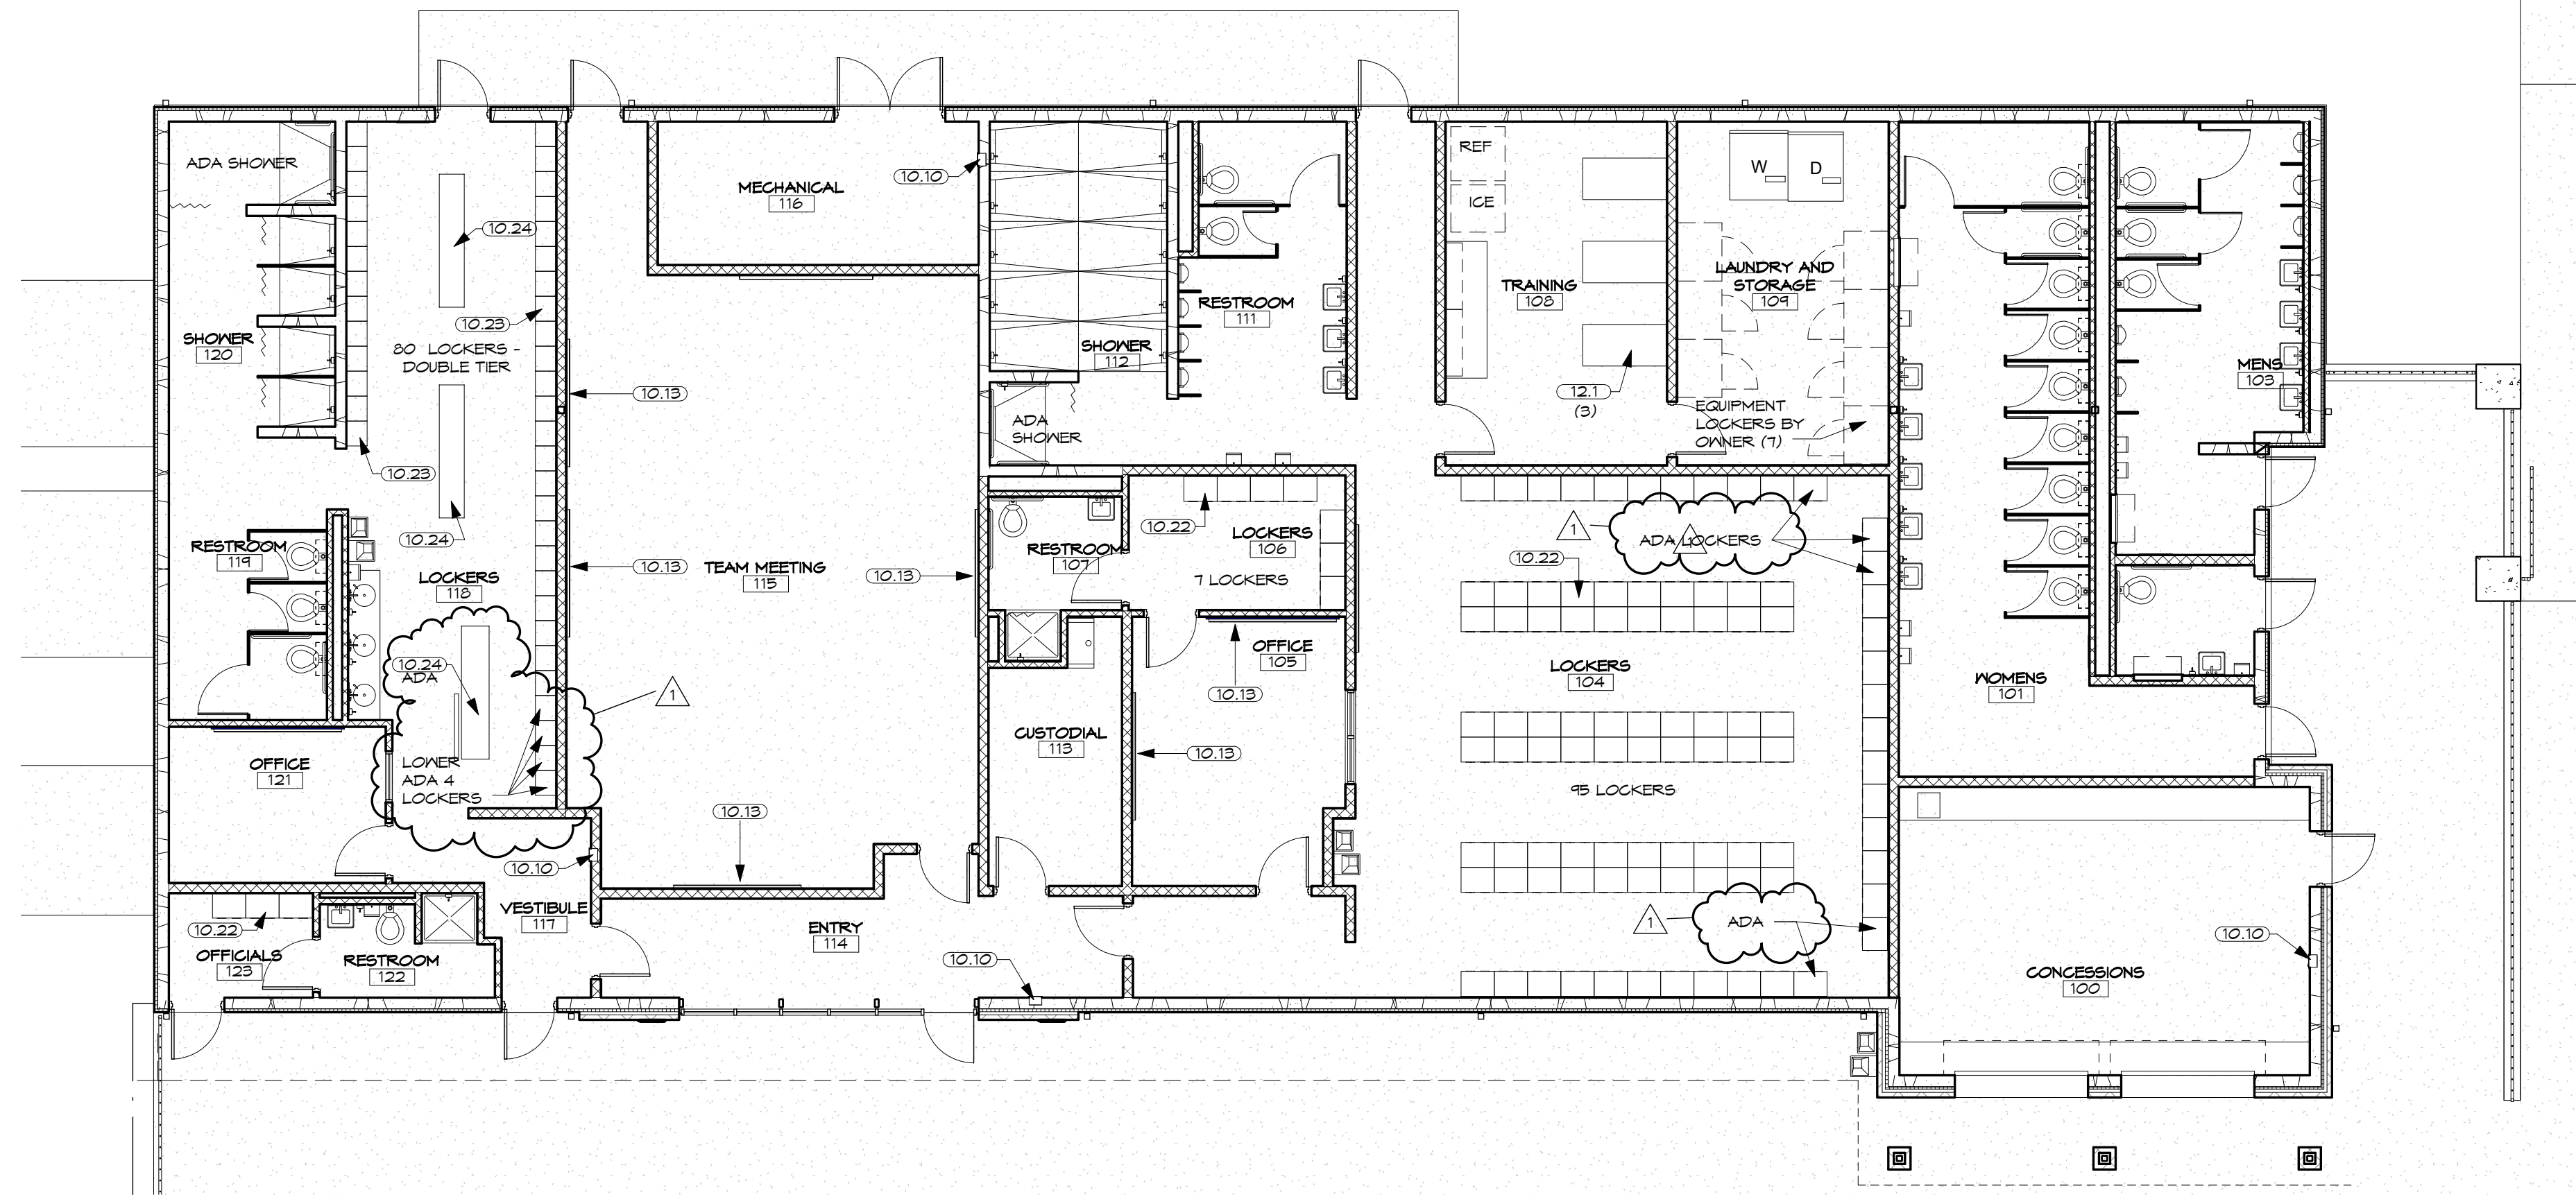 ADA SHOWER
10.24
10.23
80 LOCKERS -
DOUBLE TIER
SHOWER
120
10.23
10.24
RESTROOM
119
LOCKERS
118
10.24
ADA
1
LOWER
ADA 4
LOCKERS
OFFICE
121
10.10
VESTIBULE
117
10.22
OFFICIALS
123
RESTROOM
122
MECHANICAL
116
10.10
10.13
10.13
TEAM MEETING
115
10.13
10.13
ENTRY
114
10.10
SHOWER
112
ADA
SHOWER
RESTROOM
111
10.22
LOCKERS
106
7 LOCKERS
RESTROOM
107
OFFICE
105
10.13
10.13
CUSTODIAL
113
REF
ICE
TRAINING
108
12.1
(3)
W
D
LAUNDRY AND
STORAGE
109
EQUIPMENT
LOCKERS BY
OWNER (7)
1
ADA LOCKERS
1
10.22
LOCKERS
104
95 LOCKERS
1
ADA
MENS
103
WOMENS
101
10.10
CONCESSIONS
100